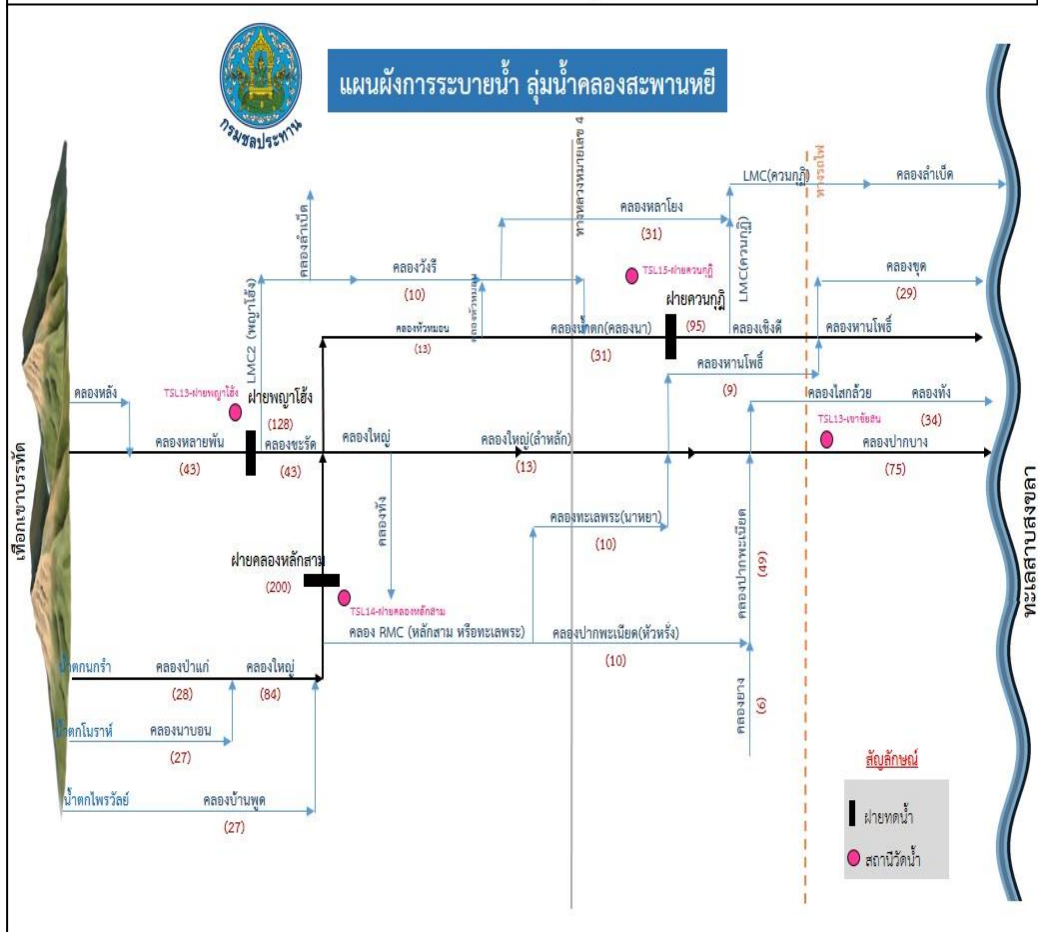 กรมชลประทาน
แผนผังการระบายน้ำ ลุ่มน้ำคลองสะพานหยี
ทางหลวงหมายเลข 4
ทางรถไฟ
LMC(ควนกุฏิ)
คลองลำเบ็ด
คลองลำเบ็ด
คลองหลาโยง
(31)
LMC(ควนกุฏิ)
คลองวังรี
(10)
TSL15-ฝายควนกุฏิ
คลองขุด
(29)
LMC2 (พญาโฮ้ง)
คลองหัวหมอน
ฝายควนกุฏิ
(95)
คลองหัวหมอน
(13)
คลองน้ำตก(คลองนา)
(31)
คลองเชิงดี
คลองหานโพธิ์
คลองหานโพธิ์
(9)
คลองหลัง
TSL13-ฝายพญาโฮ้ง
ฝายพญาโฮ้ง
(128)
คลองไสกล้วย
คลองทัง
(34)
TSL13-เขาชัยสน
คลองหลายพัน
(43)
คลองชะรัด
(43)
คลองใหญ่
คลองใหญ่(ลำหลัก)
(13)
คลองปากบาง
(75)
เทือกเขาบรรทัด
ทะเลสาบสงขลา
คลองทัง
คลองทะเลพระ(นาหยา)
(10)
คลองปากพะเนียด
(49)
ฝายคลองหลักสาม
(200)
TSL14-ฝายคลองหลักสาม
คลอง RMC (หลักสาม หรือทะเลพระ)
คลองปากพะเนียด(หัวหรั่ง)
(10)
น้ำตกนกรำ
คลองป่าแก่
(28)
คลองใหญ่
(84)
คลองยาง
(6)
น้ำตกโนราห์
คลองนาบอน
(27)
น้ำตกไพรวัลย์
คลองบ้านพูด
(27)
สัญลักษณ์
ฝายทดน้ำ
สถานีวัดน้ำ